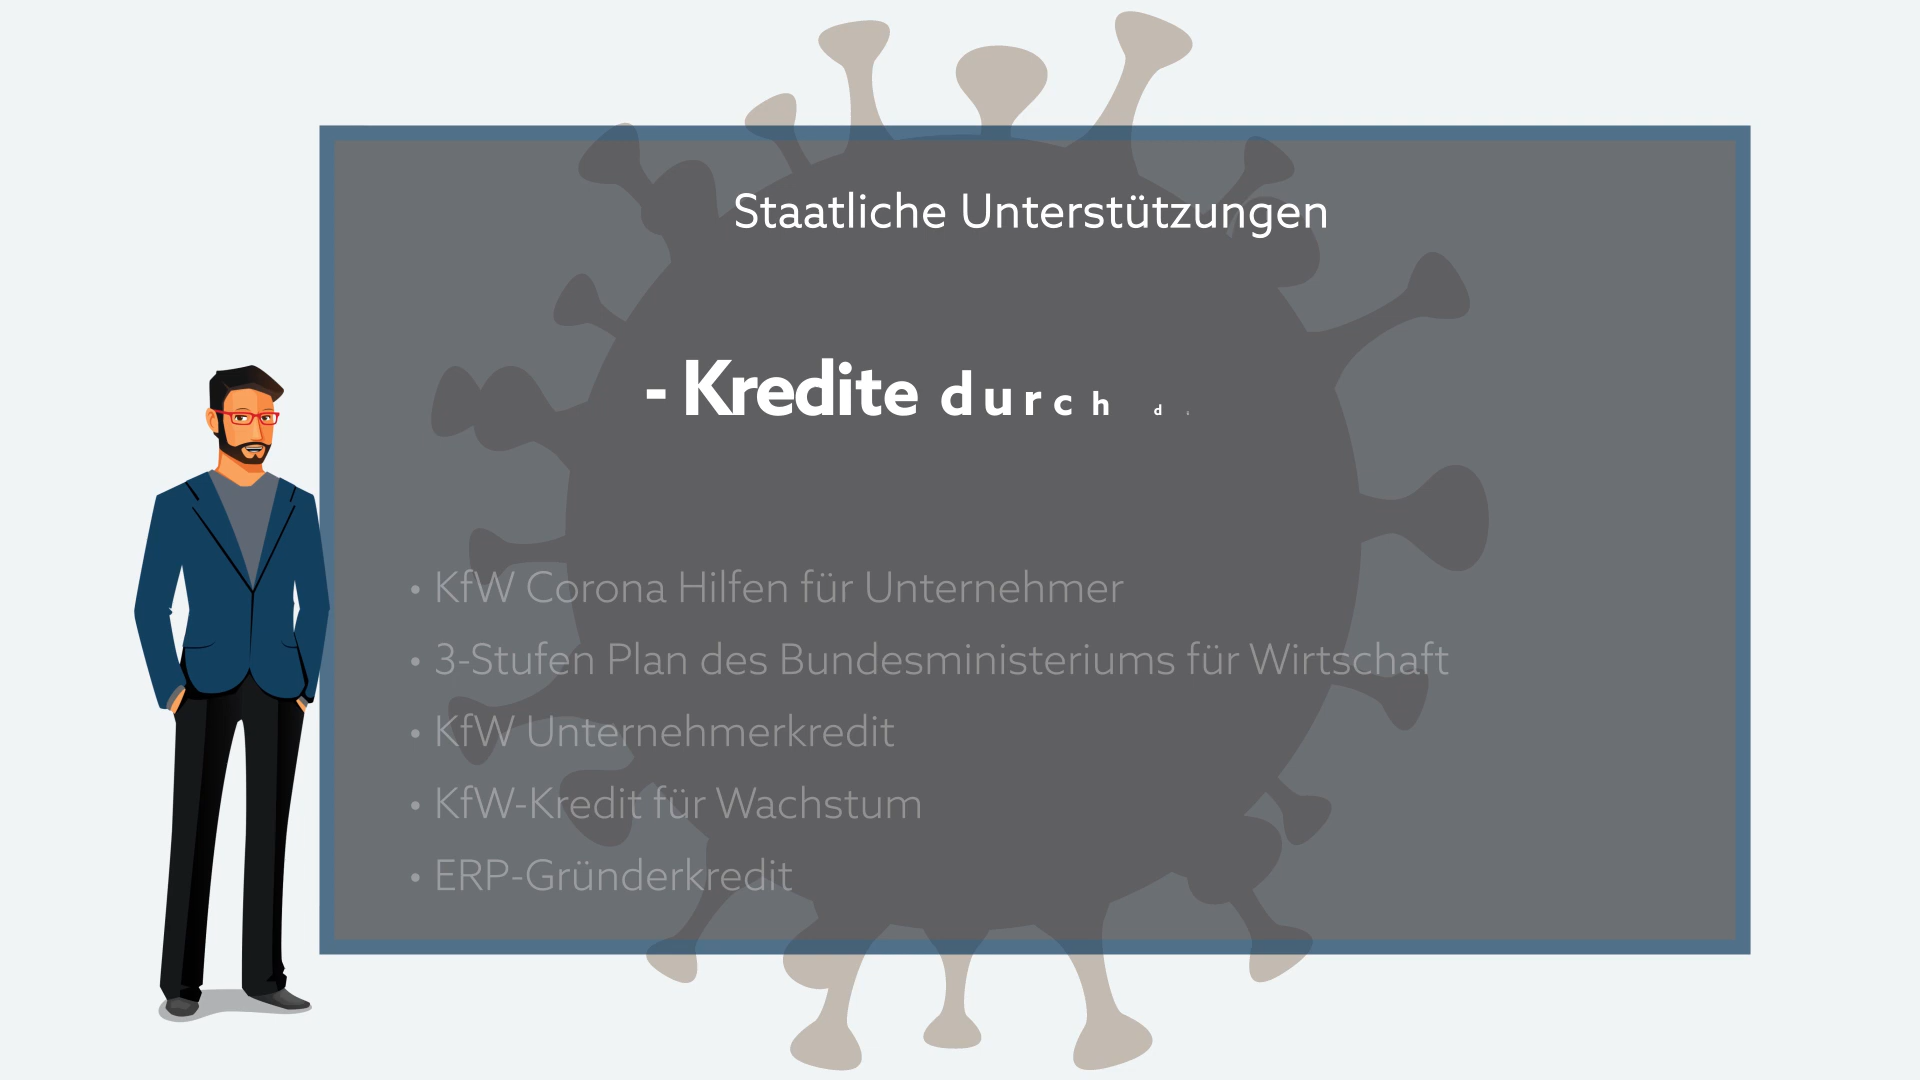 Staatliche Unterstützungen
- Kredite durch d
• KfW Corona Hilfen für Unternehmer
• 3-Stufen Plan des Bundesministeriums für Wirtschaft
• KfW Unternehmerkredit
• KfW-Kredit für Wachstum
• ERP-Gründerkredit